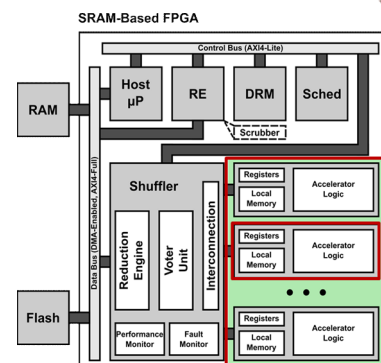 SRAM-Based FPGA
Control Bus (AXI4-Lite)
Host
μP
RE
DRM
Sched
Scrubber
RAM
Flash
Data Bus (DMA-Enabled, AXI4-Full)
Shuffler
Reduction
Engine
Voter
Unit
Interconnection
Performance
Monitor
Fault
Monitor
Registers
Local
Memory
Accelerator
Logic
Registers
Local
Memory
Accelerator
Logic
Registers
Local
Memory
Accelerator
Logic